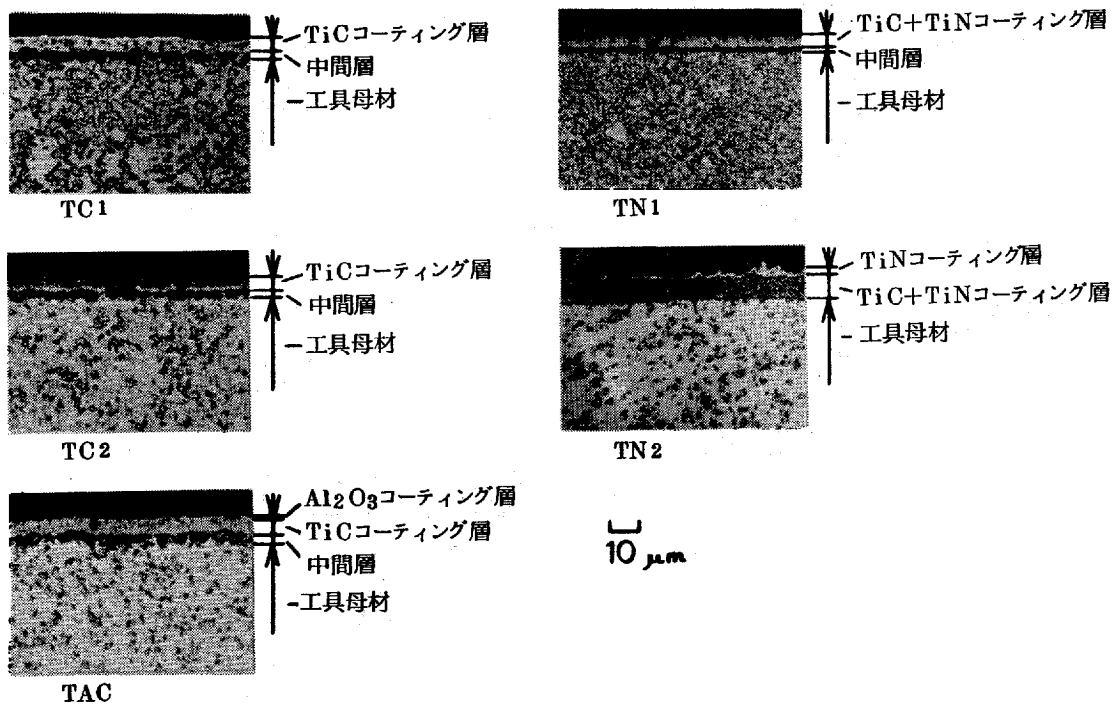 TiCコーティング層
中間層
工具母材
TC1
TiC+TiNコーティング層
中間層
工具母材
TN1
TiCコーティング層
中間層
工具母材
TC2
TiNコーティング層
TiC+TiNコーティング層
工具母材
TN2
Al₂O₃コーティング層
TiCコーティング層
中間層
工具母材
TAC
10 μm